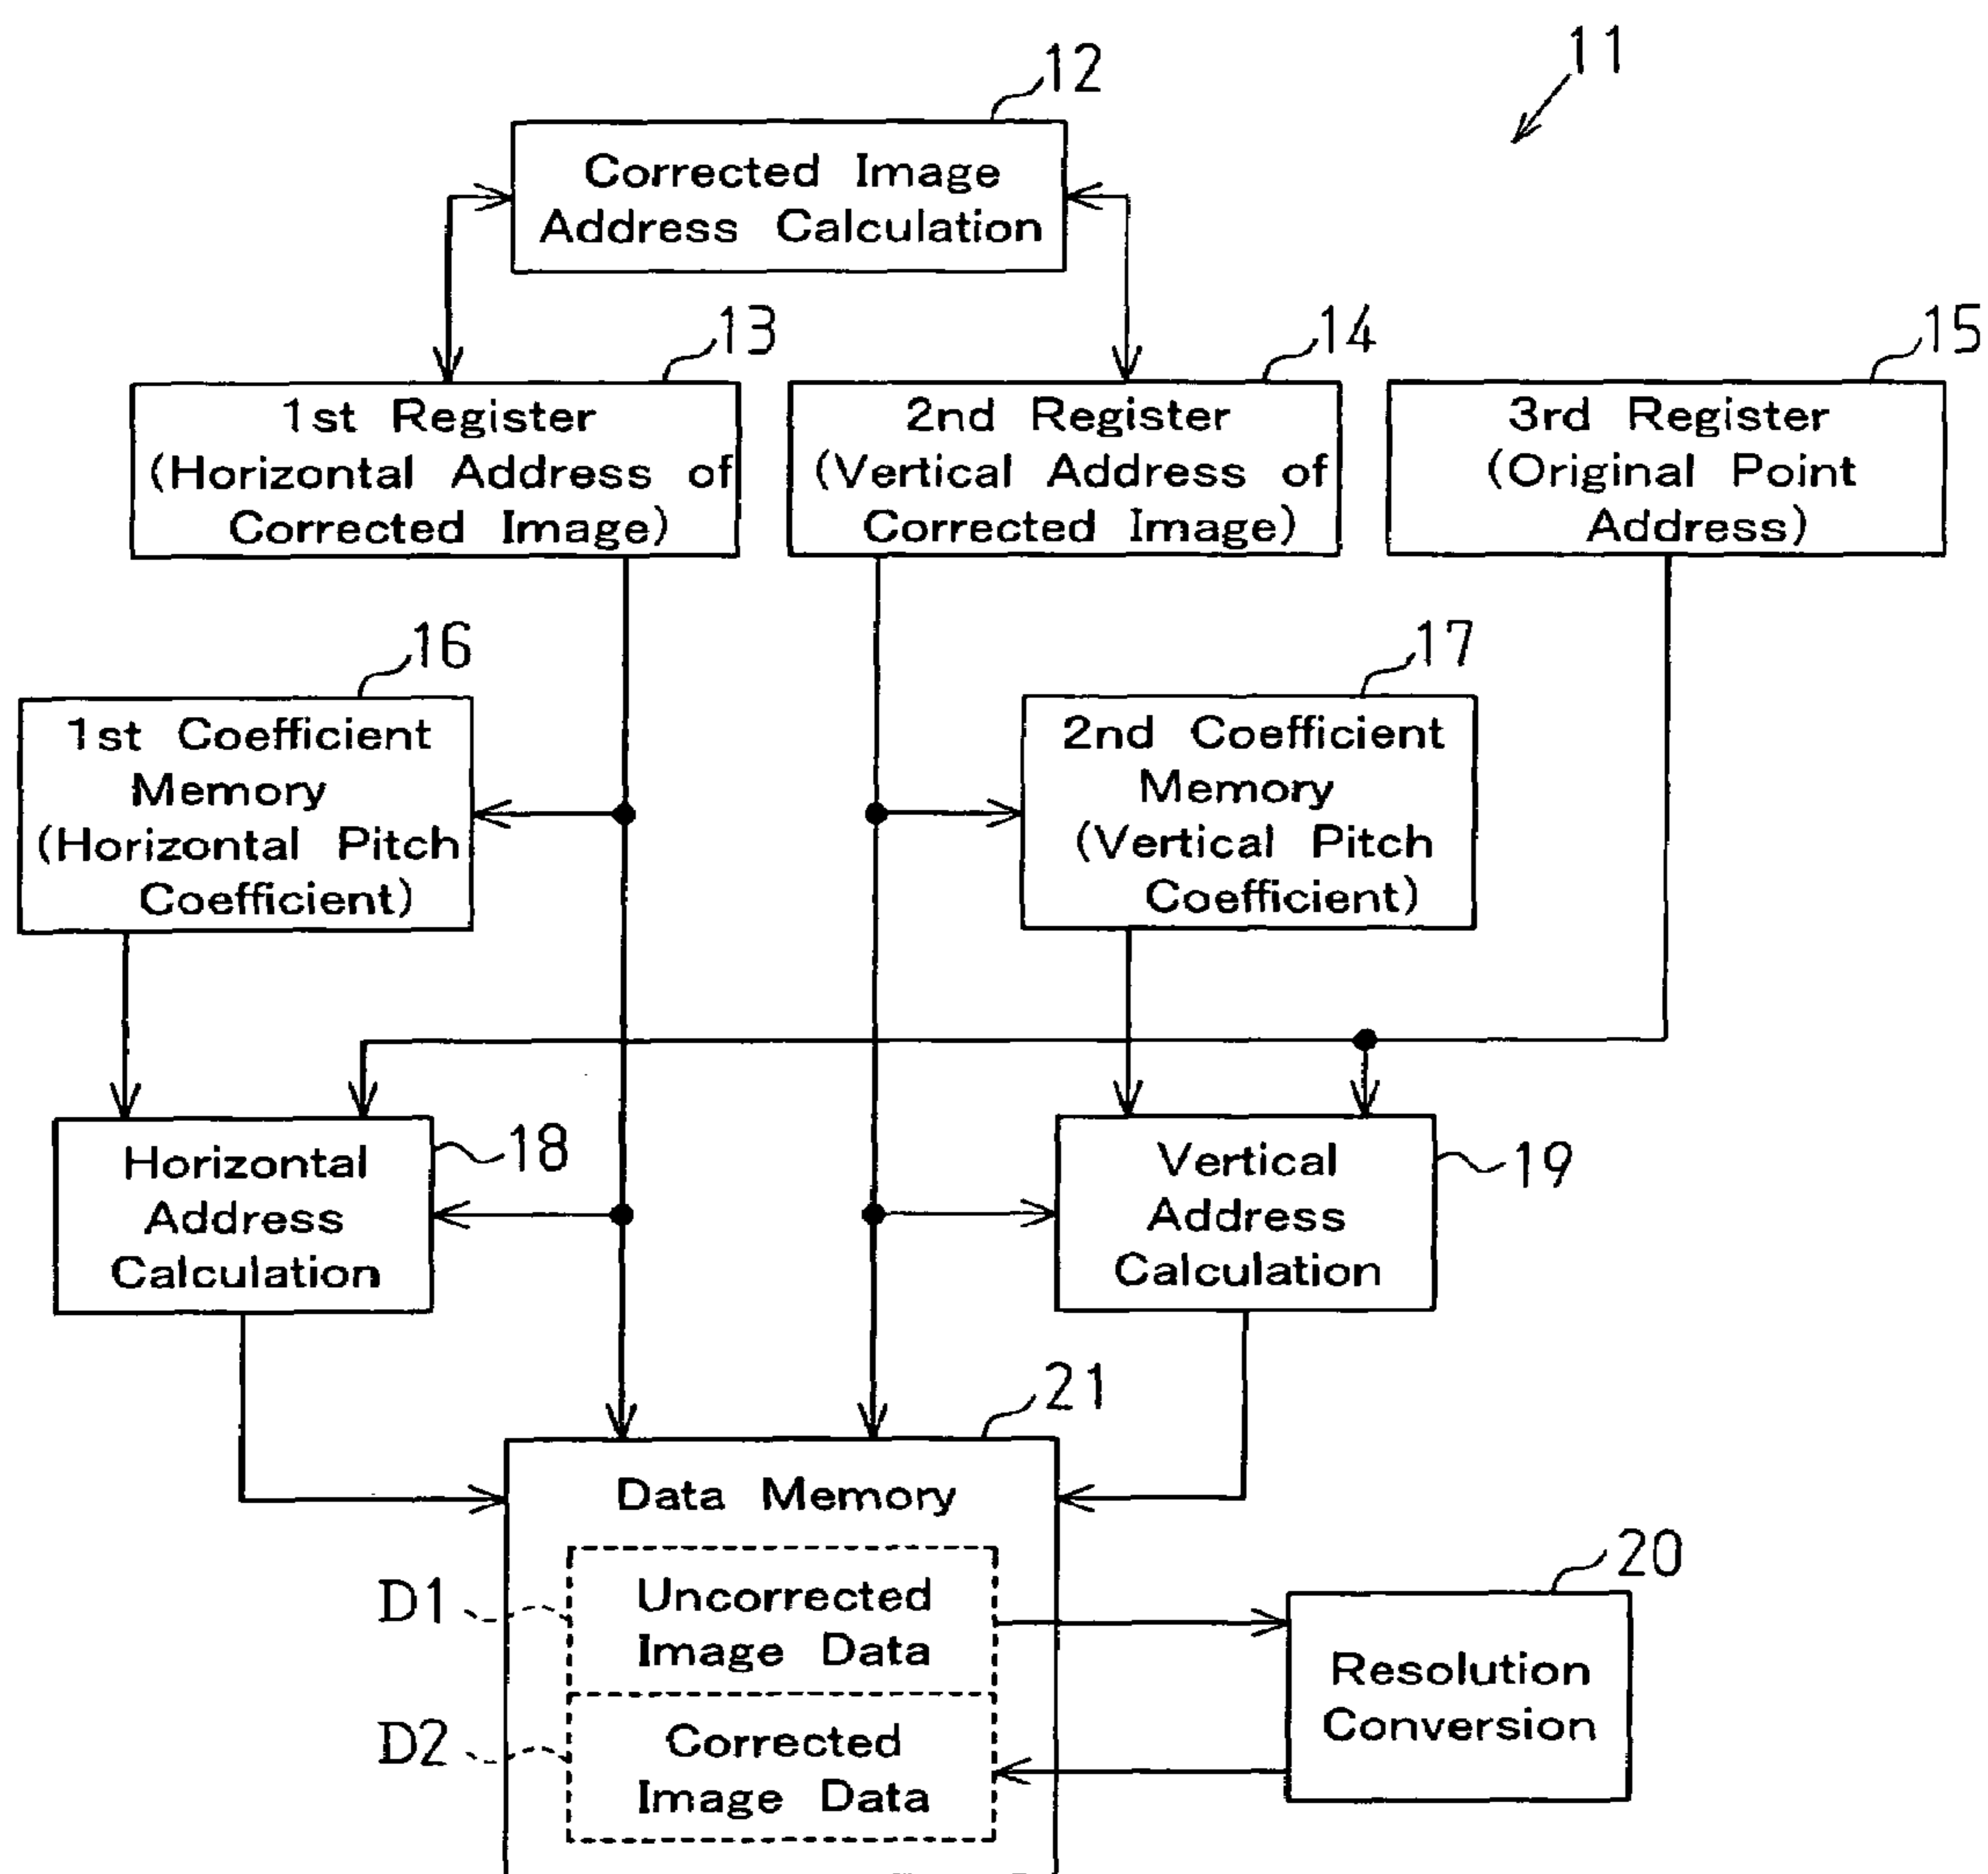 11
12
Corrected Image
Address Calculation
13
14
15
1st Register
(Horizontal Address of
Corrected Image)
2nd Register
(Vertical Address of
Corrected Image)
3rd Register
(Original Point
Address)
16
17
1st Coefficient
Memory
(Horizontal Pitch
Coefficient)
2nd Coefficient
Memory
(Vertical Pitch
Coefficient)
Horizontal
Address
Calculation
18
Vertical
Address
Calculation
19
21
Data Memory
20
D1
Uncorrected
Image Data
D2
Corrected
Image Data
Resolution
Conversion